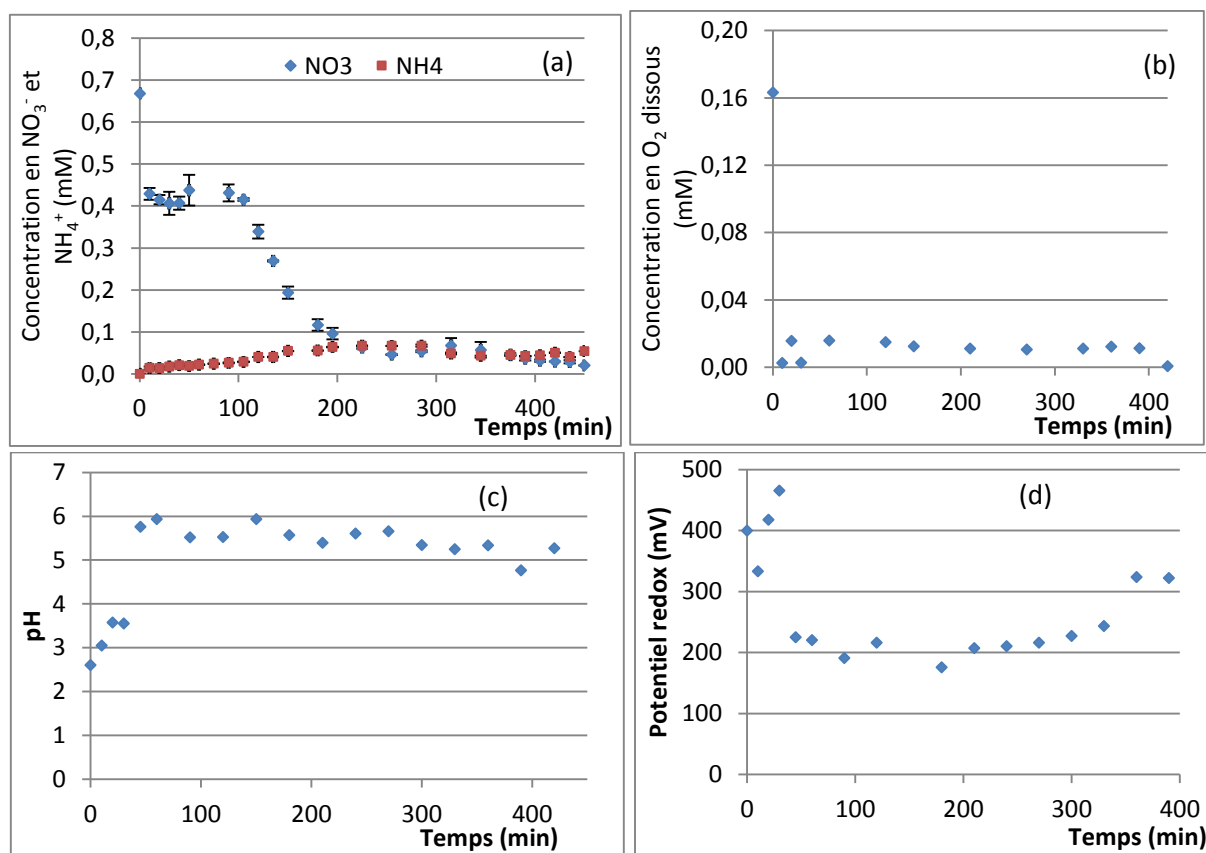 Concentration en NO₃⁻ et
NH₄⁺ (mM)
0,8
0,7
0,6
0,5
0,4
0,3
0,2
0,1
0,0
NO3 NH4
(a)
0 100 200 300 400
Temps (min)
Concentration en O₂ dissous
(mM)
0,20
0,16
0,12
0,08
0,04
0,00
(b)
0 100 200 300 400
Temps (min)
pH
7
6
5
4
3
2
1
0
(c)
0 100 200 300 400
Temps (min)
Potentiel redox (mV)
500
400
300
200
100
0
(d)
0 100 200 300 400
Temps (min)